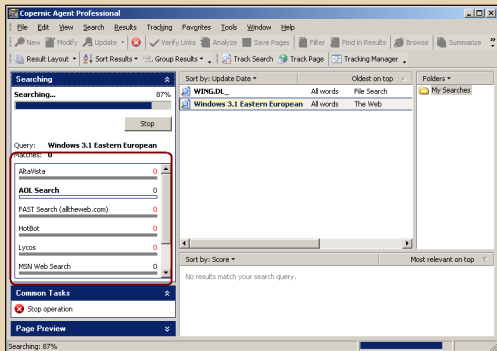 Copernic Agent Professional
File Edit View Search Results Tracking Favorites Tools Window Help
New Modify Update Verify Links Analyze Save Pages Filter Find in Results Browse Summarize
Result Layout Sort Results Group Results Track Search Track Page Tracking Manager
Searching
Searching... 87%
Stop
Query: Windows 3.1 Eastern European
Matches: 0
AltaVista 0
AOL Search 0
FAST Search (alltheweb.com) 0
HotBot 0
Lycos 0
MSN Web Search 0
Common Tasks
Stop operation
Page Preview
Sort by: Update Date Oldest on top
WING.DL_ All words File Search
Windows 3.1 Eastern European All words The Web
Folders
My Searches
Sort by: Score Most relevant on top
No results match your search query.
Searching: 87%